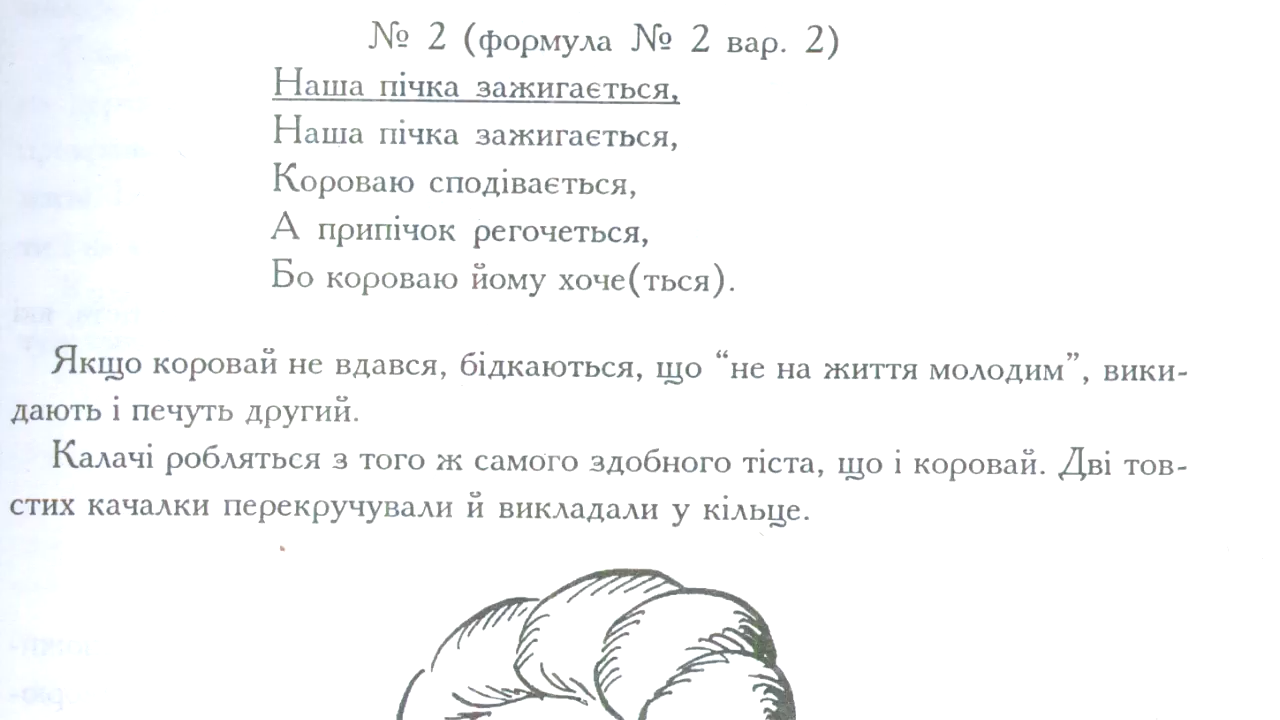 № 2 (формула № 2 вар. 2)
Наша пічка зажигається,
Наша пічка зажигається,
Короваю сподівається,
А припічок регочеться,
Бо короваю йому хоче(ться).
Якщо коровай не вдався, бідкаються, що “не на життя молодим”, вики-
дають і печуть другий.
Калачі робляться з того ж самого здобного тіста, що і коровай. Дві тов-
стих качалки перекручували й викладали у кільце.